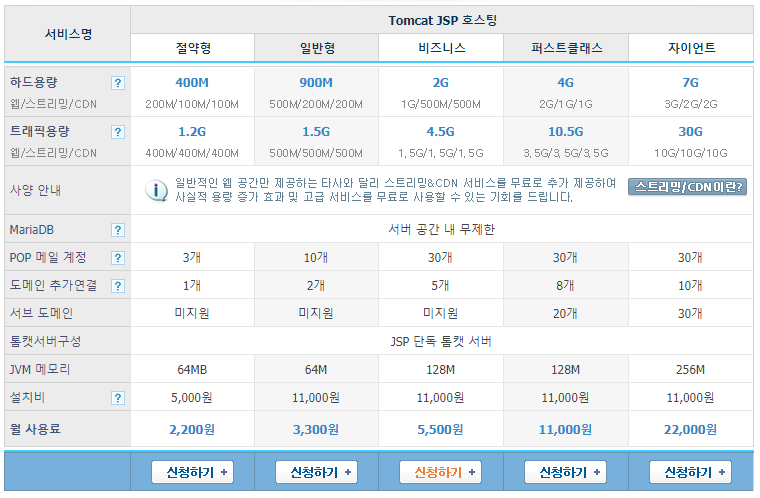 서비스명
Tomcat JSP 호스팅
절약형 일반형 비즈니스 퍼스트클래스 자이언트
하드용량 ? 400M 900M 2G 4G 7G
웹/스트리밍/CDN 200M/100M/100M 500M/200M/200M 1G/500M/500M 2G/1G/1G 3G/2G/2G
트래픽용량 ? 1.2G 1.5G 4.5G 10.5G 30G
웹/스트리밍/CDN 400M/400M/400M 500M/500M/500M 1,5G/1,5G/1,5G 3,5G/3,5G/3,5G 10G/10G/10G
사양 안내
일반적인 웹 공간만 제공하는 타사와 달리 스트리밍&CDN 서비스를 무료로 추가 제공하여
사실적 용량 증가 효과 및 고급 서비스를 무료로 사용할 수 있는 기회를 드립니다.
스트리밍/CDN이란?
MariaDB ? 서버 공간 내 무제한
POP 메일 계정 ? 3개 10개 30개 30개 30개
도메인 추가연결 ? 1개 2개 5개 8개 10개
서브 도메인 미지원 미지원 미지원 20개 30개
톰캣서버구성 JSP 단독 톰캣 서버
JVM 메모리 64MB 64M 128M 128M 256M
설치비 ? 5,000원 11,000원 11,000원 11,000원 11,000원
월 사용료 2,200원 3,300원 5,500원 11,000원 22,000원
신청하기 + 신청하기 + 신청하기 + 신청하기 + 신청하기 +